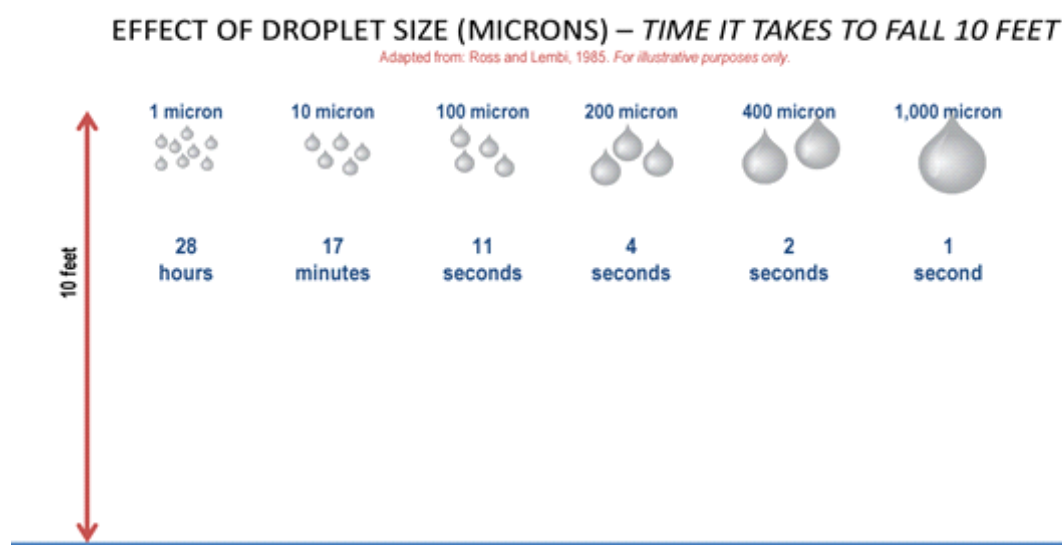 EFFECT OF DROPLET SIZE (MICRONS) – TIME IT TAKES TO FALL 10 FEET
Adapted from: Ross and Lembi, 1985. For illustrative purposes only.
1 micron
10 micron
100 micron
200 micron
400 micron
1,000 micron
28
hours
17
minutes
11
seconds
4
seconds
2
seconds
1
second
10 feet